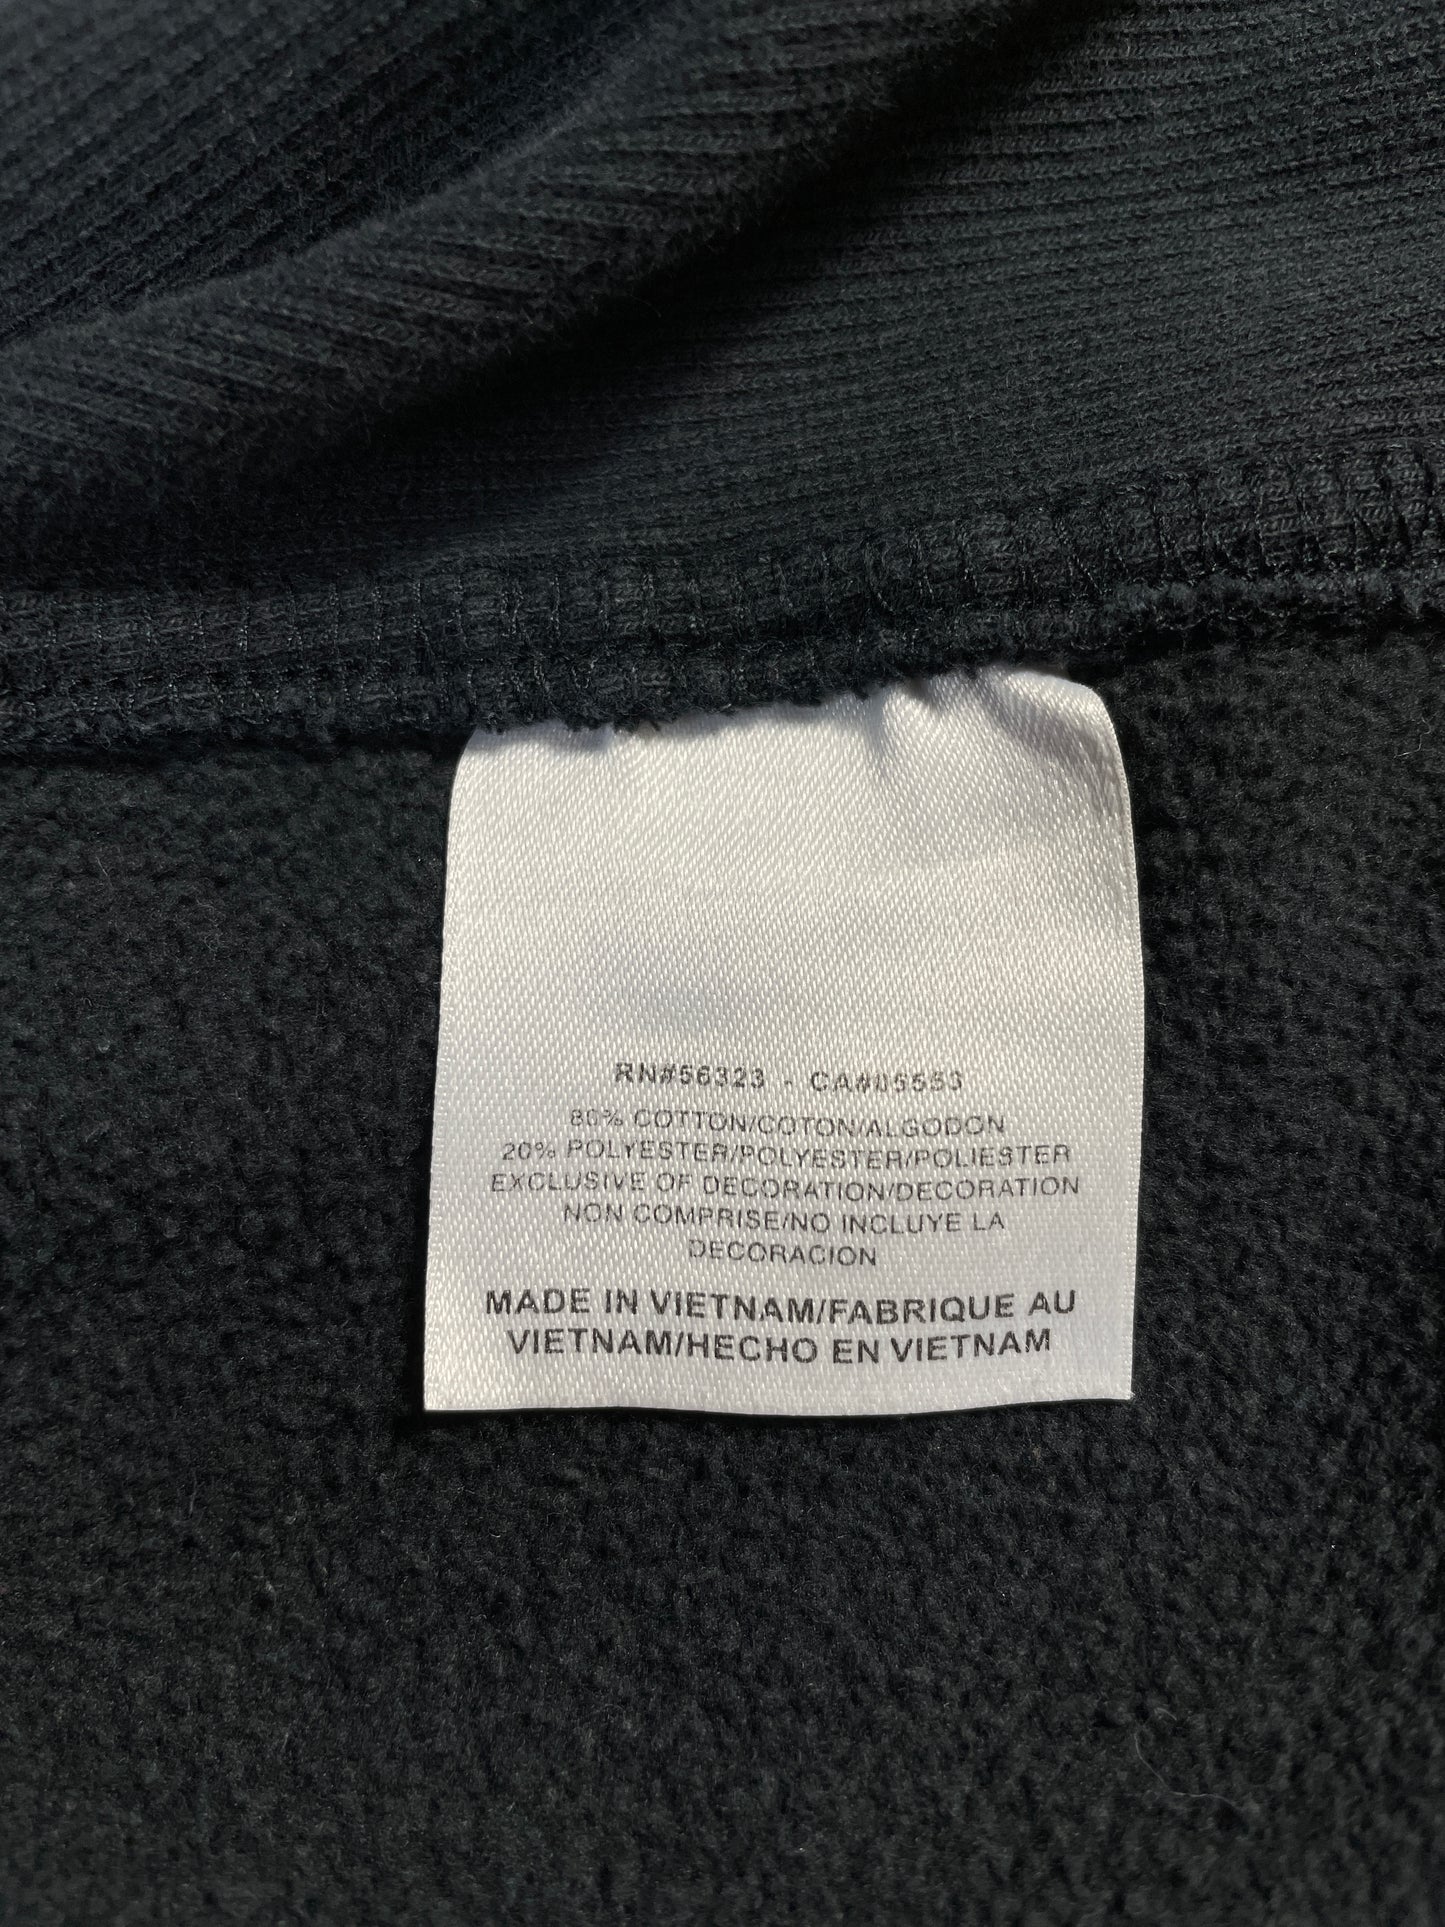 RN#56323 - CA#05553
80% COTTON/COTON/ALGODON
20% POLYESTER/POLYESTER/POLIESTER
EXCLUSIVE OF DECORATION/DECORATION
NON COMPRISE/NO INCLUYE LA
DECORACION
MADE IN VIETNAM/FABRIQUE AU
VIETNAM/HECHO EN VIETNAM